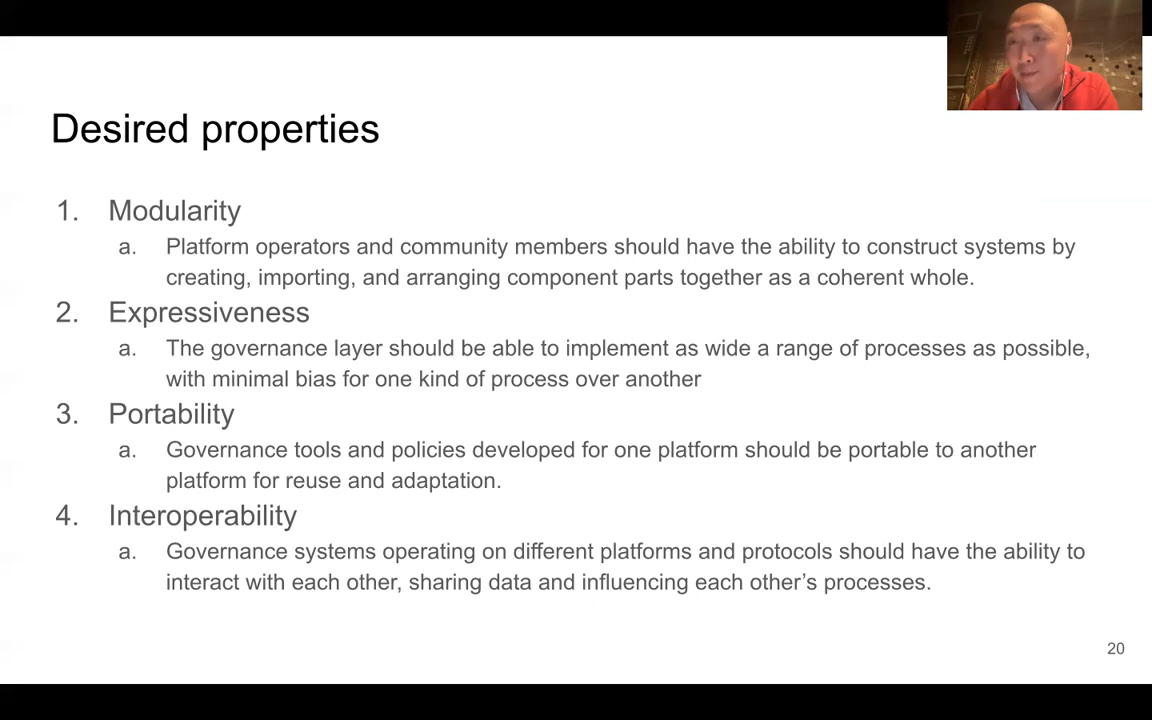 Desired properties
1. Modularity
a. Platform operators and community members should have the ability to construct systems by
creating, importing, and arranging component parts together as a coherent whole.
2. Expressiveness
a. The governance layer should be able to implement as wide a range of processes as possible,
with minimal bias for one kind of process over another
3. Portability
a. Governance tools and policies developed for one platform should be portable to another
platform for reuse and adaptation.
4. Interoperability
a. Governance systems operating on different platforms and protocols should have the ability to
interact with each other, sharing data and influencing each other’s processes.
20